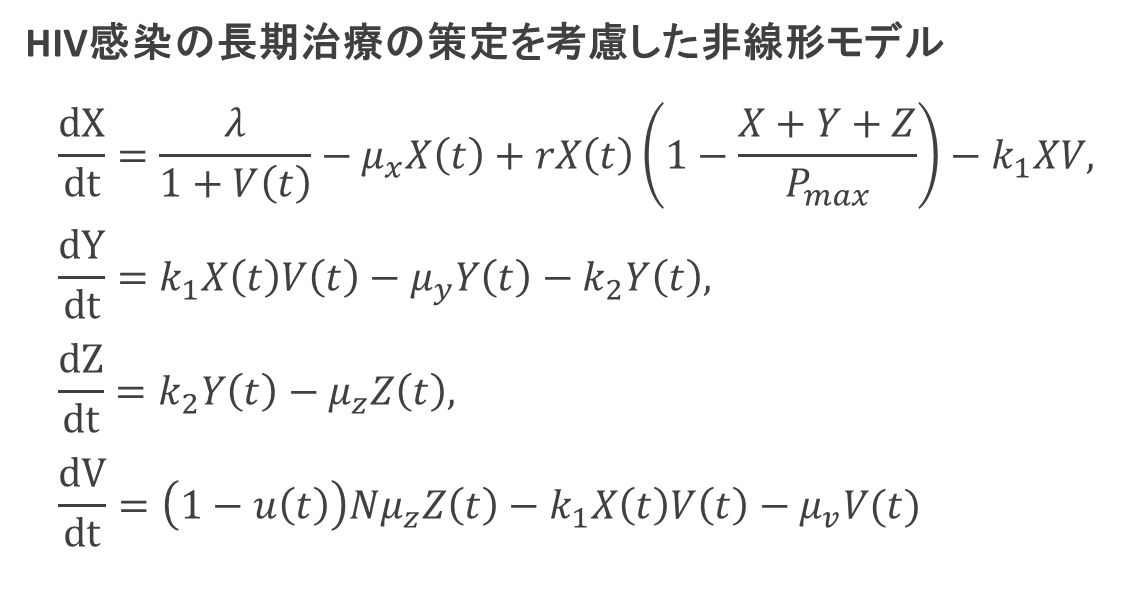 HIV感染の長期治療の策定を考慮した非線形モデル
dX/dt = λ/(1 + V(t)) − μ_x X(t) + rX(t)(1 − (X + Y + Z)/P_max) − k_1 XV,
dY/dt = k_1 X(t)V(t) − μ_y Y(t) − k_2 Y(t),
dZ/dt = k_2 Y(t) − μ_z Z(t),
dV/dt = (1 − u(t))Nμ_z Z(t) − k_1 X(t)V(t) − μ_v V(t)